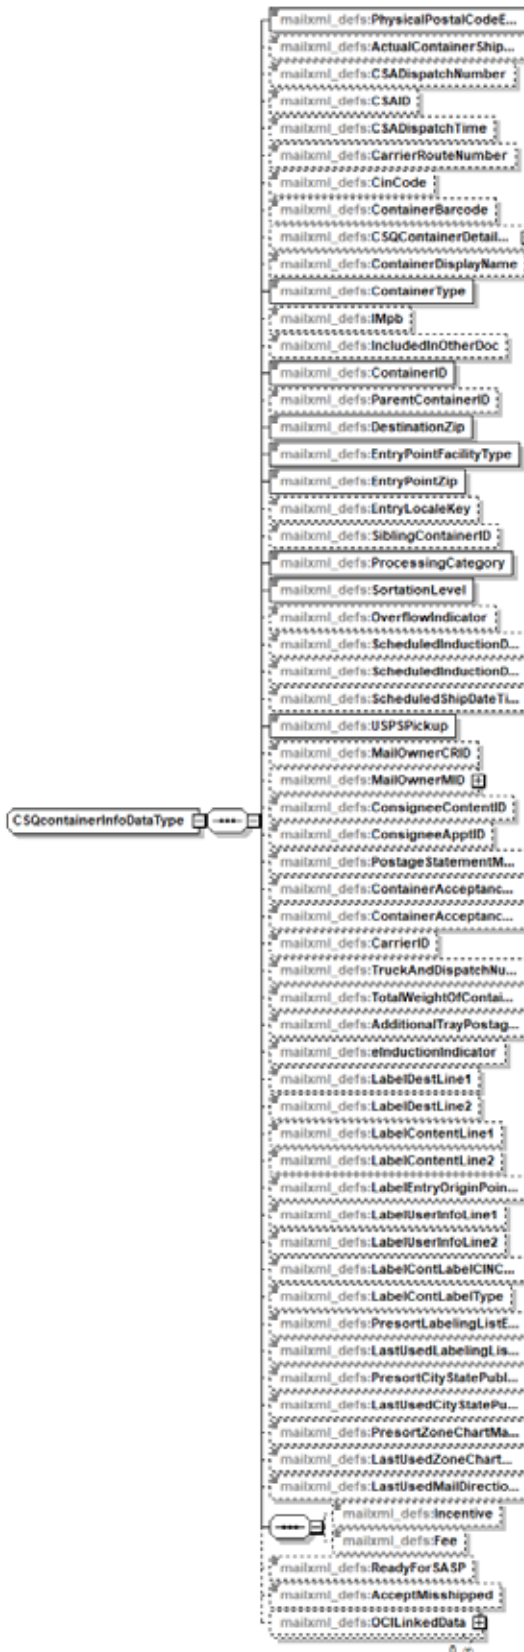 mailxml_defs:PhysicalPostalCodeE...
mailxml_defs:ActualContainerShip...
mailxml_defs:CSADispatchNumber
mailxml_defs:CSAID
mailxml_defs:CSADispatchTime
mailxml_defs:CarrierRouteNumber
mailxml_defs:CinCode
mailxml_defs:ContainerBarcode
mailxml_defs:CSQContainerDetail...
mailxml_defs:ContainerDisplayName
mailxml_defs:ContainerType
mailxml_defs:IMpb
mailxml_defs:IncludedInOtherDoc
mailxml_defs:ContainerID
mailxml_defs:ParentContainerID
mailxml_defs:DestinationZip
mailxml_defs:EntryPointFacilityType
mailxml_defs:EntryPointZip
mailxml_defs:EntryLocaleKey
mailxml_defs:SiblingContainerID
mailxml_defs:ProcessingCategory
mailxml_defs:SortationLevel
mailxml_defs:OverflowIndicator
mailxml_defs:ScheduledInductionD...
mailxml_defs:ScheduledInductionD...
mailxml_defs:ScheduledShipDateTi...
mailxml_defs:USPSPickup
mailxml_defs:MailOwnerCRID
mailxml_defs:MailOwnerMID
mailxml_defs:ConsigneeContentID
CSQcontainerInfoDataType
mailxml_defs:ConsigneeApptID
mailxml_defs:PostageStatementM...
mailxml_defs:ContainerAcceptanc...
mailxml_defs:ContainerAcceptanc...
mailxml_defs:CarrierID
mailxml_defs:TruckAndDispatchNu...
mailxml_defs:TotalWeightOfContai...
mailxml_defs:AdditionalTrayPostag...
mailxml_defs:eInductionIndicator
mailxml_defs:LabelDestLine1
mailxml_defs:LabelDestLine2
mailxml_defs:LabelContentLine1
mailxml_defs:LabelContentLine2
mailxml_defs:LabelEntryOriginPoin...
mailxml_defs:LabelUserInfoLine1
mailxml_defs:LabelUserInfoLine2
mailxml_defs:LabelContLabelCINC...
mailxml_defs:LabelContLabelType
mailxml_defs:PresortLabelingListE...
mailxml_defs:LastUsedLabelingLis...
mailxml_defs:PresortCityStatePubl...
mailxml_defs:LastUsedCityStatePu...
mailxml_defs:PresortZoneChartMa...
mailxml_defs:LastUsedZoneChart...
mailxml_defs:LastUsedMailDirectio...
mailxml_defs:Incentive
mailxml_defs:Fee
mailxml_defs:ReadyForSASP
mailxml_defs:AcceptMisshipped
mailxml_defs:OCILinkedData